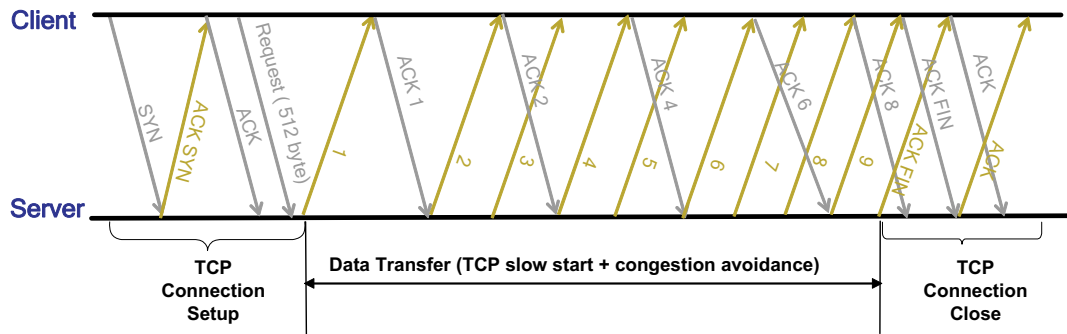 Client
SYN
ACK SYN
ACK
Request ( 512 byte)
1
ACK 1
2
ACK 2
3
4
5
ACK 4
6
7
ACK 6
8
9
ACK 8
ACK FIN
ACK FIN
ACK
ACK
Server
TCP
Connection
Setup
Data Transfer (TCP slow start + congestion avoidance)
TCP
Connection
Close